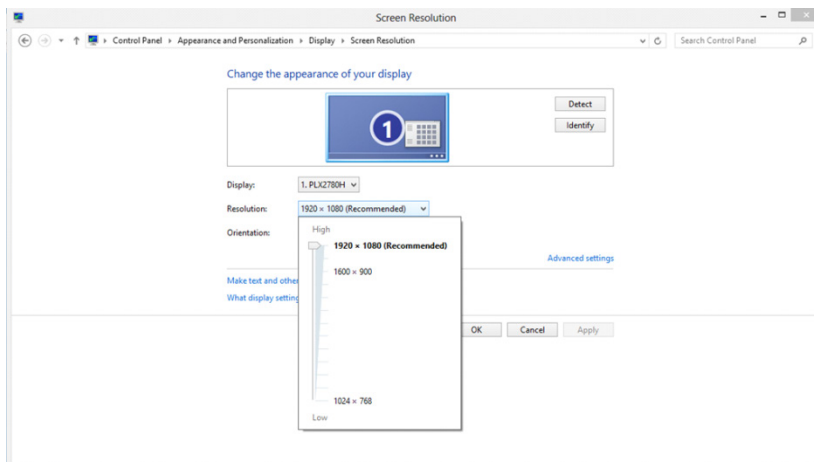 Screen Resolution
Control Panel Appearance and Personalization Display Screen Resolution
Search Control Panel
Change the appearance of your display
Detect
1
Identify
Display: 1. PLX2780H
Resolution: 1920 × 1080 (Recommended)
Orientation:
High
1920 × 1080 (Recommended)
Advanced settings
1600 × 900
Make text and othe
What display setting
OK Cancel Apply
1024 × 768
Low